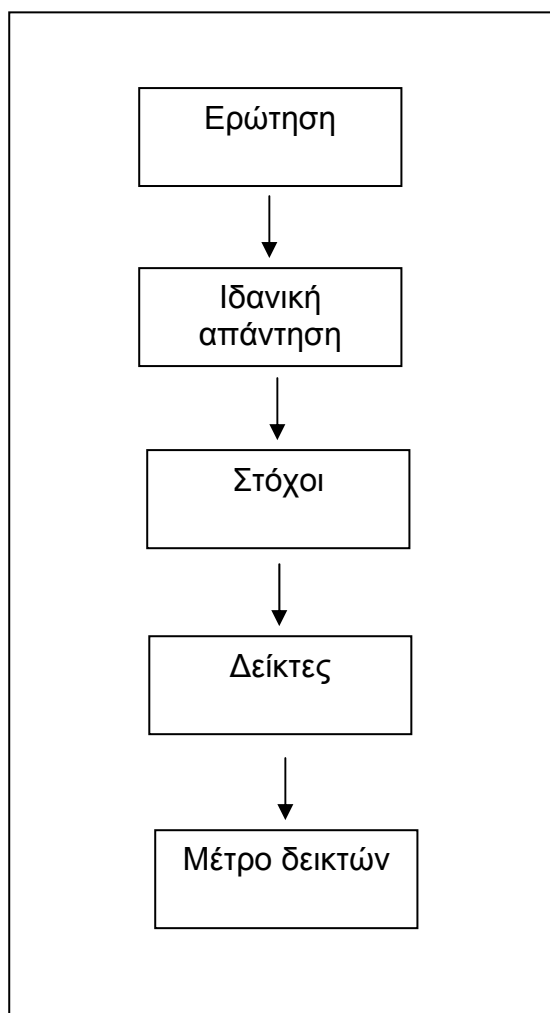 Ερώτηση
Ιδανική
απάντηση
Στόχοι
Δείκτες
Μέτρο δεικτών